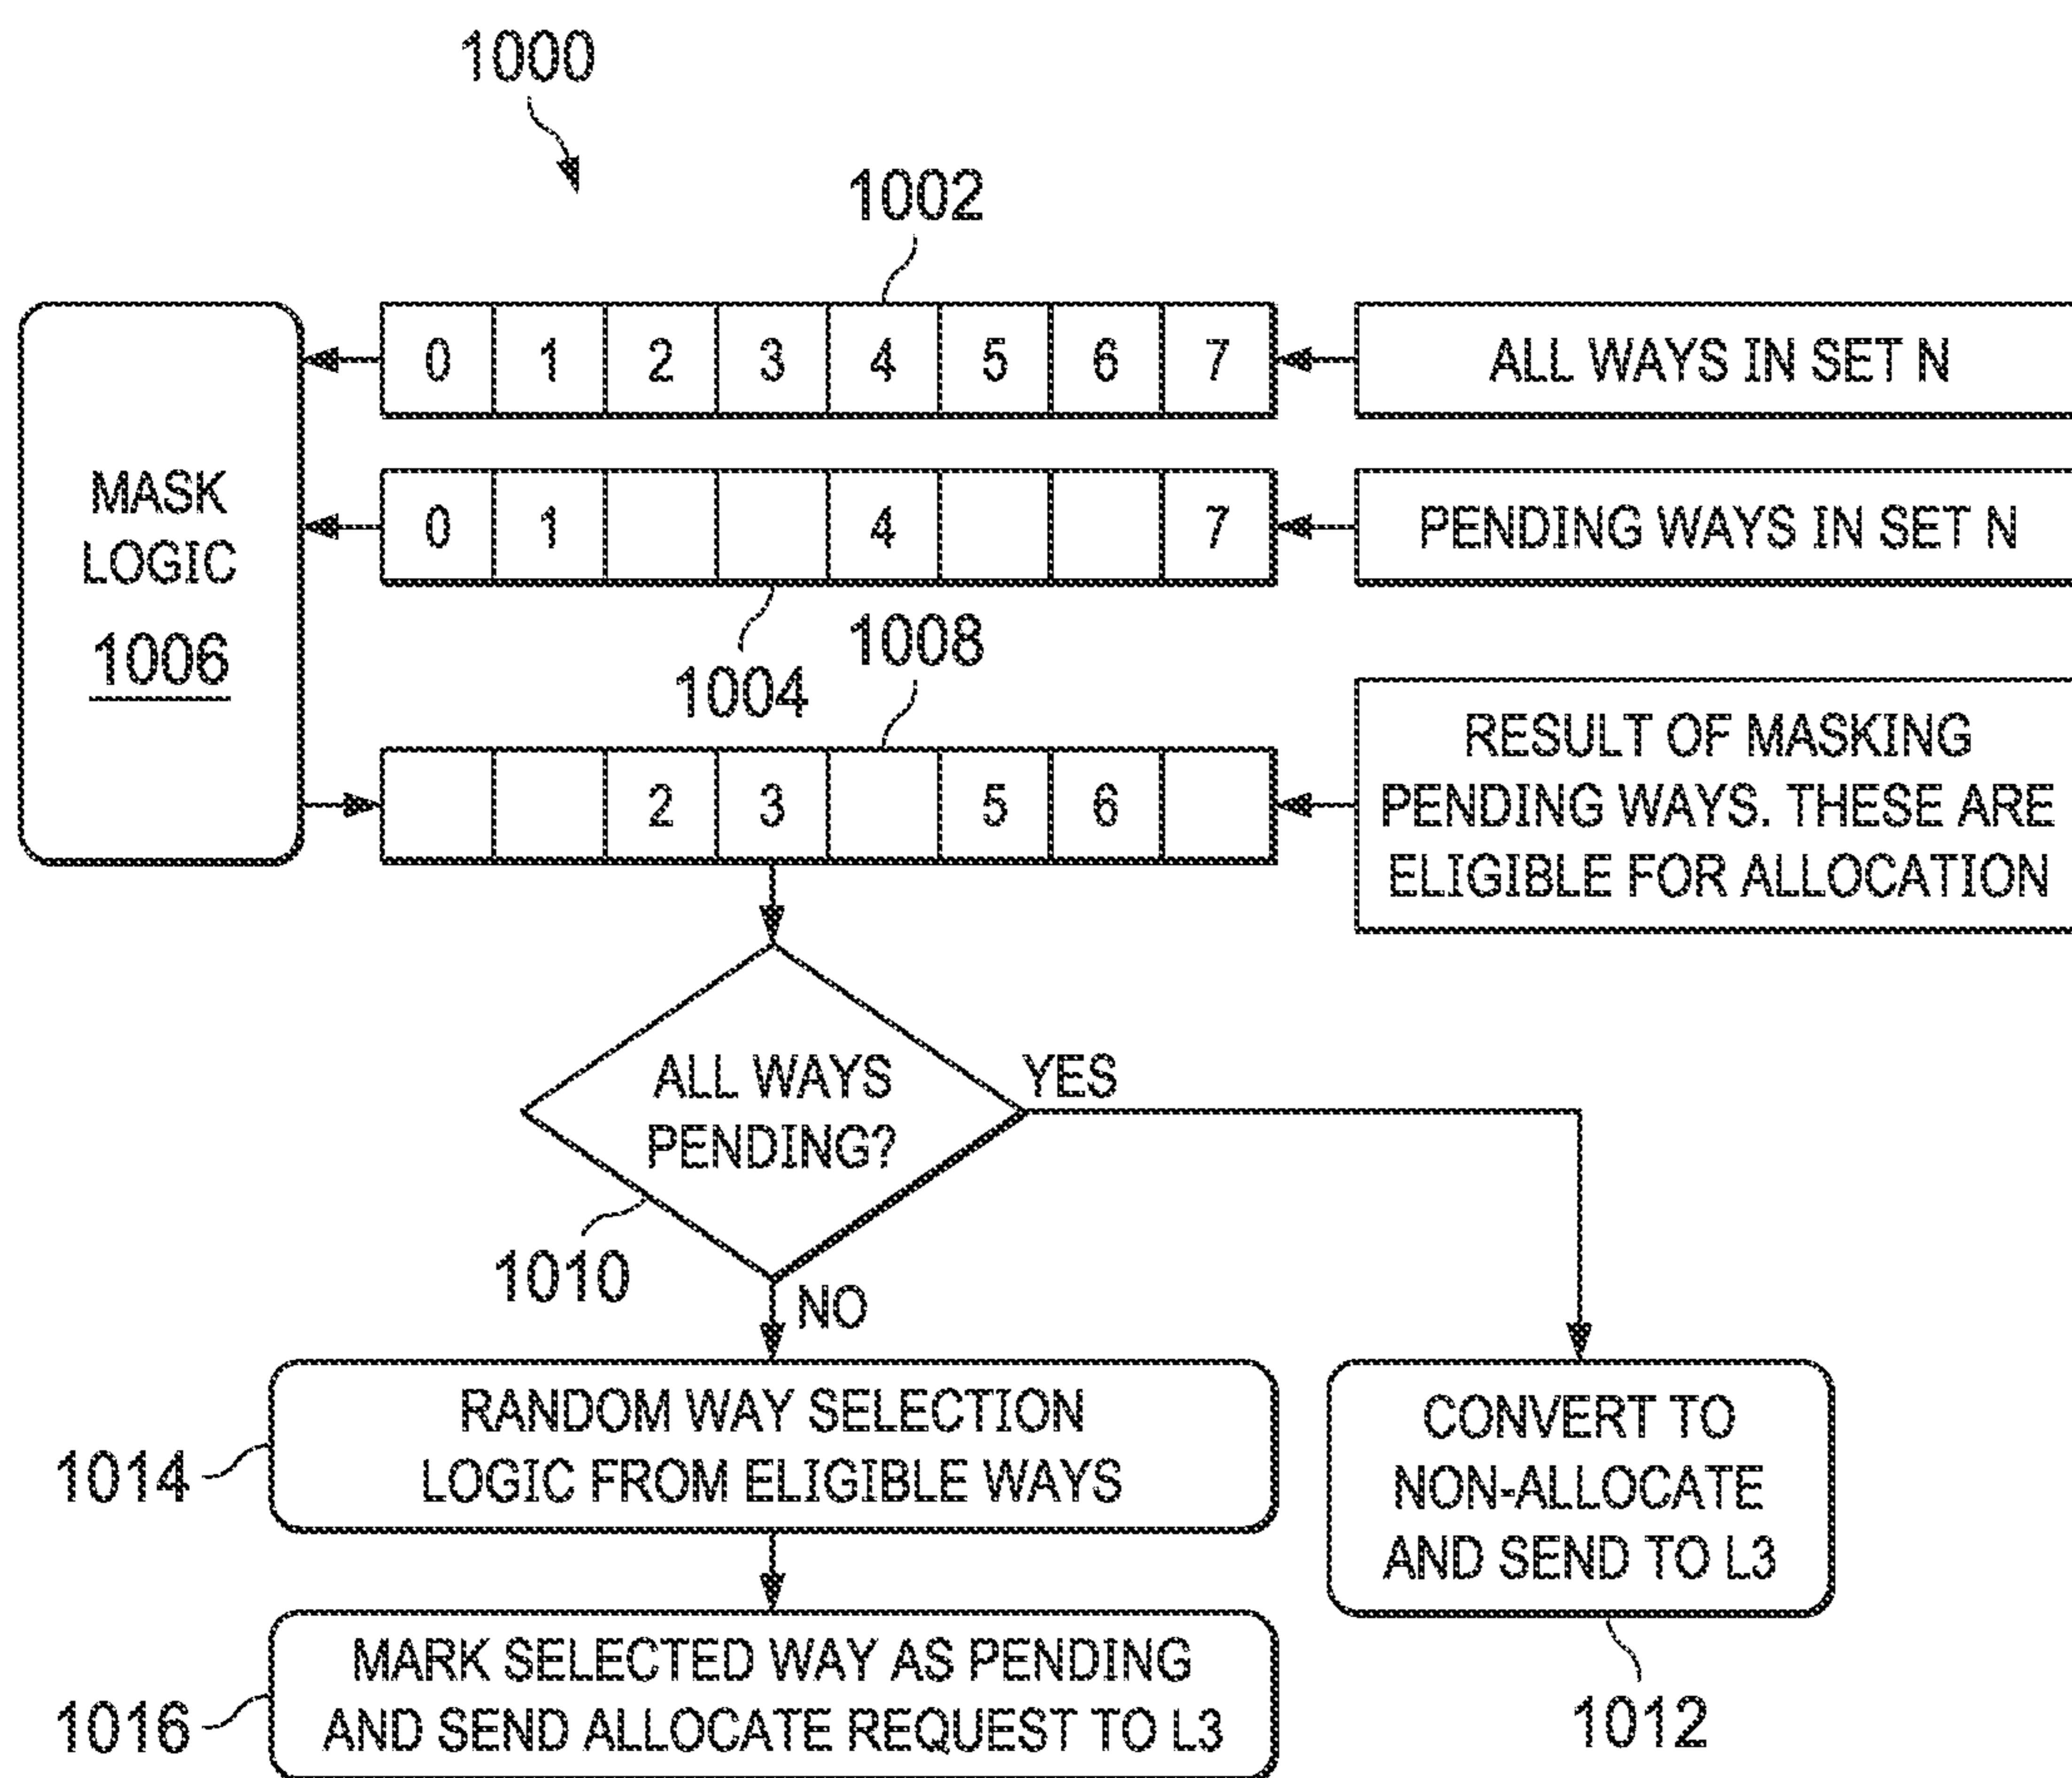 1000
1002
0 1 2 3 4 5 6 7
ALL WAYS IN SET N
MASK
LOGIC
1006
0 1 4 7
PENDING WAYS IN SET N
1004
1008
2 3 5 6
RESULT OF MASKING
PENDING WAYS. THESE ARE
ELIGIBLE FOR ALLOCATION
ALL WAYS
PENDING?
YES
1010
NO
1014
RANDOM WAY SELECTION
LOGIC FROM ELIGIBLE WAYS
CONVERT TO
NON-ALLOCATE
AND SEND TO L3
1012
1016
MARK SELECTED WAY AS PENDING
AND SEND ALLOCATE REQUEST TO L3